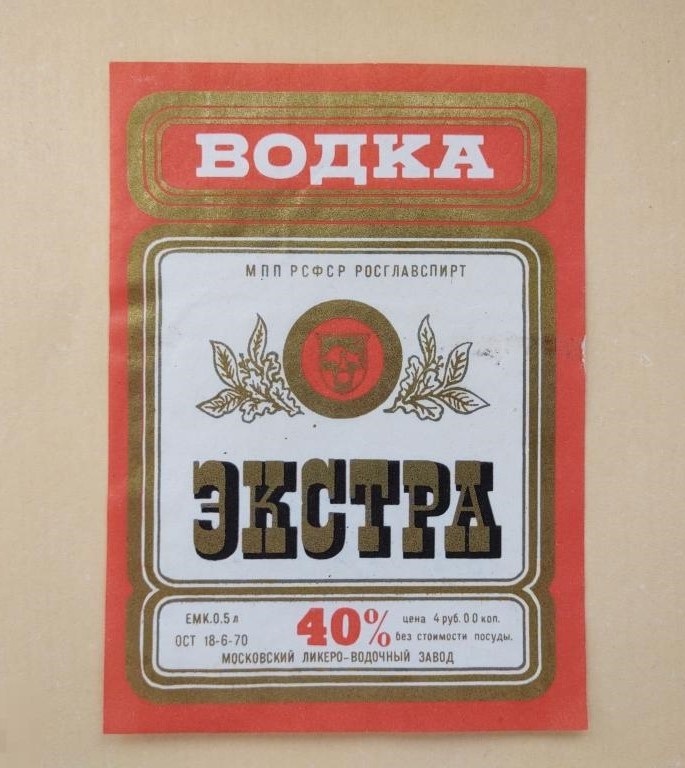 ВОДКА
МПП РСФСР РОСГЛАВСПИРТ
ЭКСТРА
ЕМК.0.5 л
ОСТ 18-6-70
40%
цена 4 руб. 00 коп.
без стоимости посуды.
МОСКОВСКИЙ ЛИКЕРО-ВОДОЧНЫЙ ЗАВОД